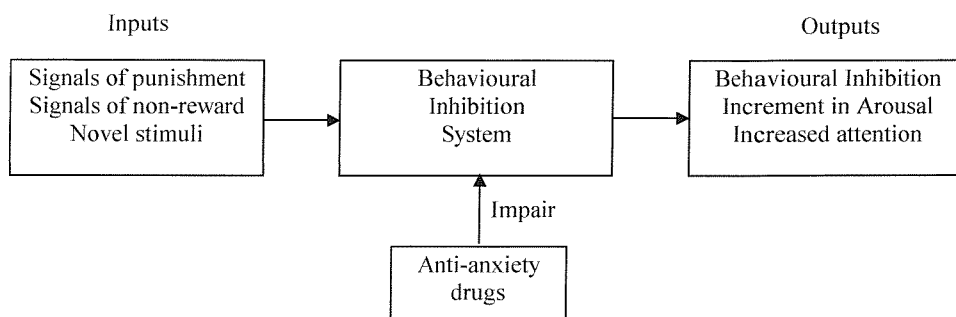 Inputs
Outputs
Signals of punishment
Signals of non-reward
Novel stimuli
Behavioural
Inhibition
System
Behavioural Inhibition
Increment in Arousal
Increased attention
Impair
Anti-anxiety
drugs